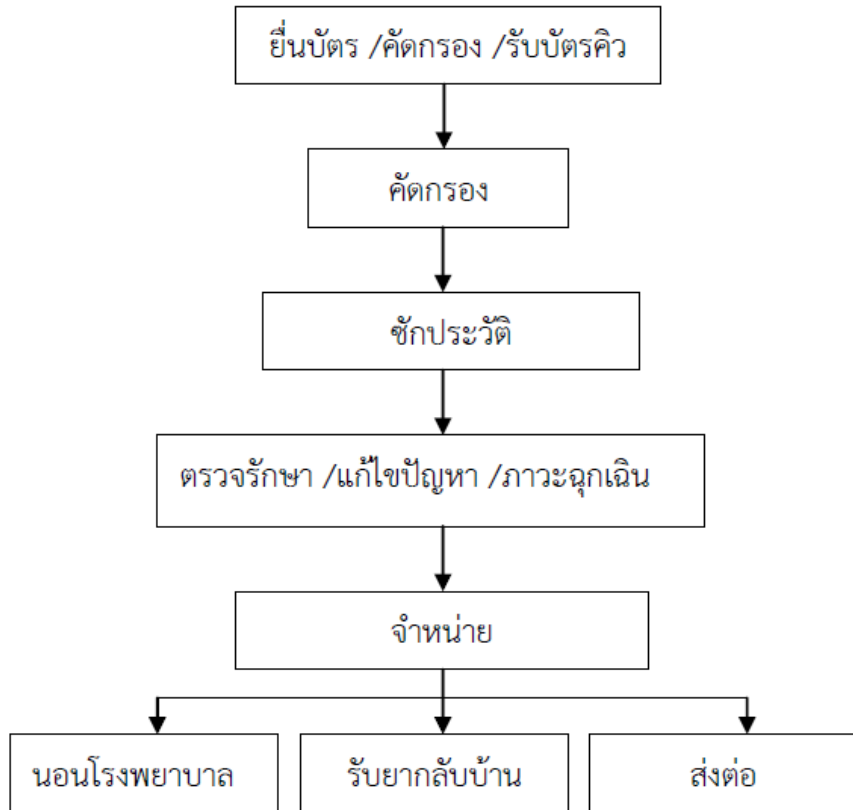 ยื่นบัตร /คัดกรอง /รับบัตรคิว
คัดกรอง
ซักประวัติ
ตรวจรักษา /แก้ไขปัญหา /ภาวะฉุกเฉิน
จำหน่าย
นอนโรงพยาบาล
รับยากลับบ้าน
ส่งต่อ